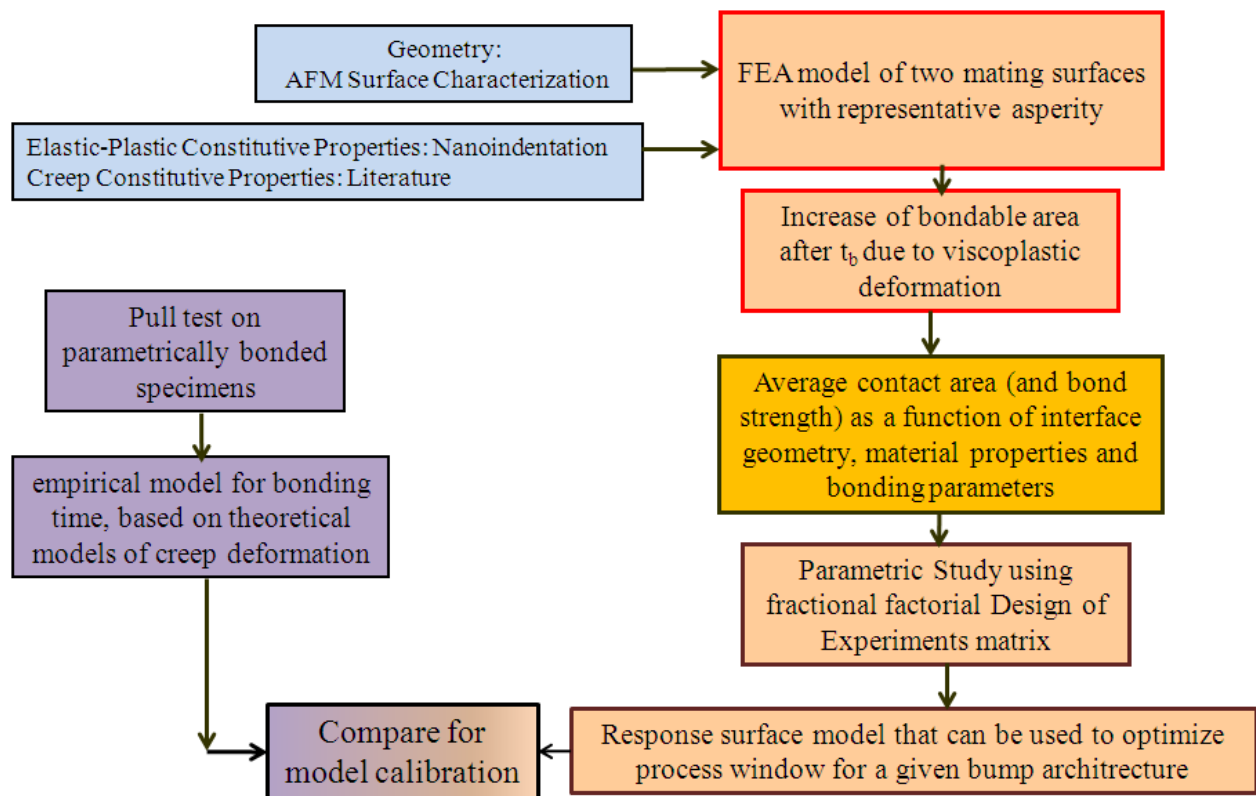 Geometry:
AFM Surface Characterization
Elastic-Plastic Constitutive Properties: Nanoindentation
Creep Constitutive Properties: Literature
FEA model of two mating surfaces
with representative asperity
Increase of bondable area
after t_b due to viscoplastic
deformation
Average contact area (and bond
strength) as a function of interface
geometry, material properties and
bonding parameters
Parametric Study using
fractional factorial Design of
Experiments matrix
Response surface model that can be used to optimize
process window for a given bump architrecture
Pull test on
parametrically bonded
specimens
empirical model for bonding
time, based on theoretical
models of creep deformation
Compare for
model calibration